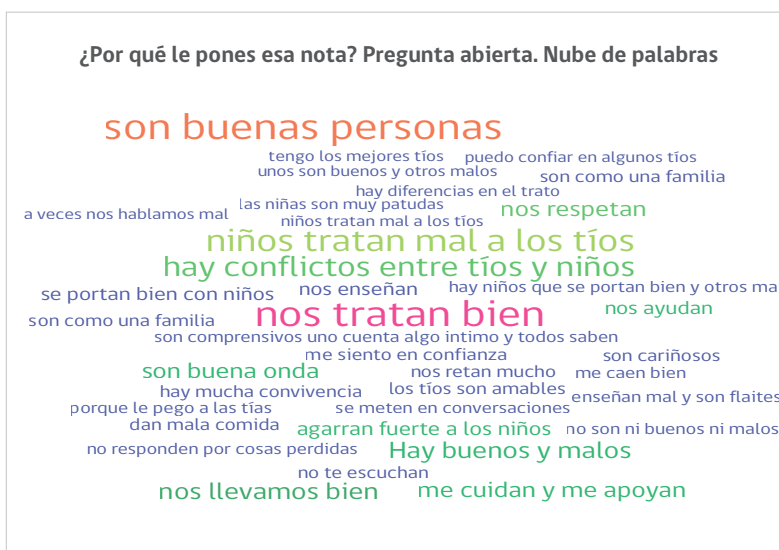 ¿Por qué le pones esa nota? Pregunta abierta. Nube de palabras
son buenas personas
tengo los mejores tíos
puedo confiar en algunos tíos
unos son buenos y otros malos
son como una familia
hay diferencias en el trato
las niñas son muy patudas
nos respetan
a veces nos hablamos mal
niños tratan mal a los tíos
niños tratan mal a los tíos
hay conflictos entre tíos y niños
se portan bien con niños
nos enseñan
hay niños que se portan bien y otros ma
son como una familia
nos tratan bien
nos ayudan
son comprensivos uno cuenta algo intimo y todos saben
me siento en confianza
son cariñosos
son buena onda
nos retan mucho
me caen bien
hay mucha convivencia
los tíos son amables
enseñan mal y son flaites
porque le pego a las tías
se meten en conversaciones
dan mala comida
agarran fuerte a los niños
no son ni buenos ni malos
no responden por cosas perdidas
Hay buenos y malos
no te escuchan
nos llevamos bien
me cuidan y me apoyan